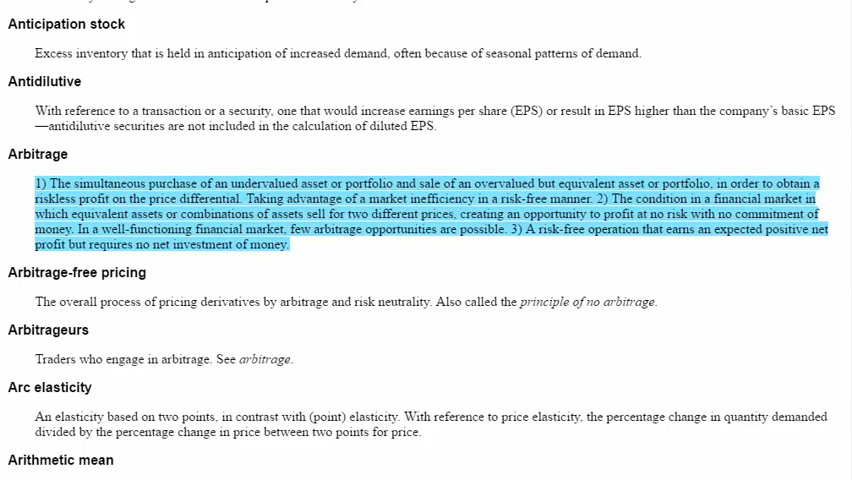 Anticipation stock
Excess inventory that is held in anticipation of increased demand, often because of seasonal patterns of demand.
Antidilutive
With reference to a transaction or a security, one that would increase earnings per share (EPS) or result in EPS higher than the company’s basic EPS
—antidilutive securities are not included in the calculation of diluted EPS.
Arbitrage
1) The simultaneous purchase of an undervalued asset or portfolio and sale of an overvalued but equivalent asset or portfolio, in order to obtain a
riskless profit on the price differential. Taking advantage of a market inefficiency in a risk-free manner. 2) The condition in a financial market in
which equivalent assets or combinations of assets sell for two different prices, creating an opportunity to profit at no risk with no commitment of
money. In a well-functioning financial market, few arbitrage opportunities are possible. 3) A risk-free operation that earns an expected positive net
profit but requires no net investment of money.
Arbitrage-free pricing
The overall process of pricing derivatives by arbitrage and risk neutrality. Also called the principle of no arbitrage.
Arbitrageurs
Traders who engage in arbitrage. See arbitrage.
Arc elasticity
An elasticity based on two points, in contrast with (point) elasticity. With reference to price elasticity, the percentage change in quantity demanded
divided by the percentage change in price between two points for price.
Arithmetic mean